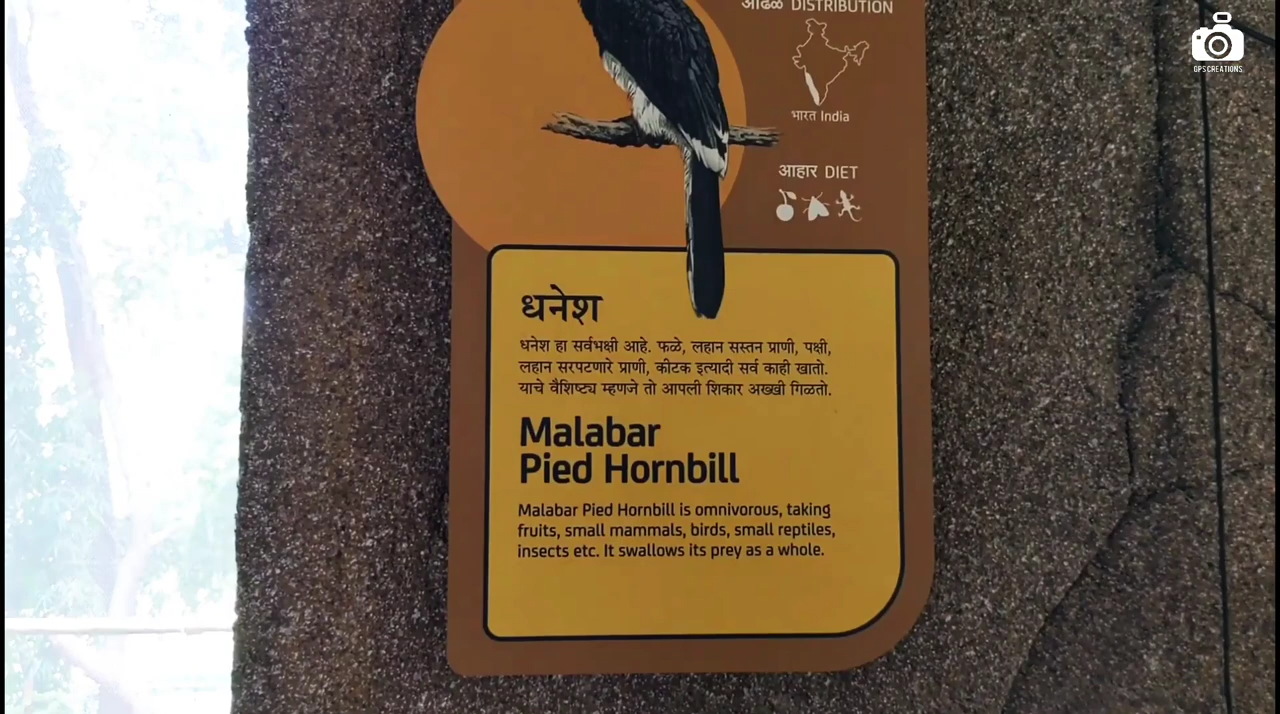 आढळ DISTRIBUTION
भारत India
आहार DIET
धनेश
धनेश हा सर्वभक्षी आहे. फळे, लहान सस्तन प्राणी, पक्षी,
लहान सरपटणारे प्राणी, कीटक इत्यादी सर्व काही खातो.
याचे वैशिष्ट्य म्हणजे तो आपली शिकार अख्खी गिळतो.
Malabar
Pied Hornbill
Malabar Pied Hornbill is omnivorous, taking
fruits, small mammals, birds, small reptiles,
insects etc. It swallows its prey as a whole.
GPS CREATIONS